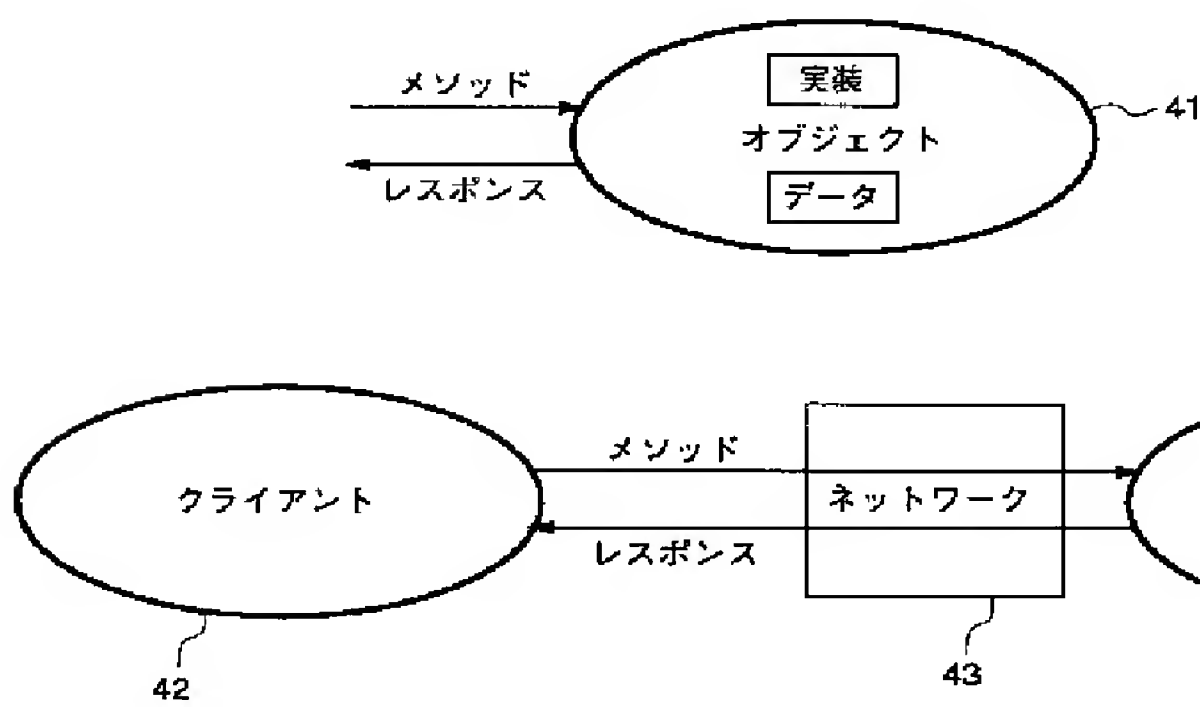 メソッド
実装
オブジェクト
41
レスポンス
データ
メソッド
クライアント
ネットワーク
レスポンス
42
43